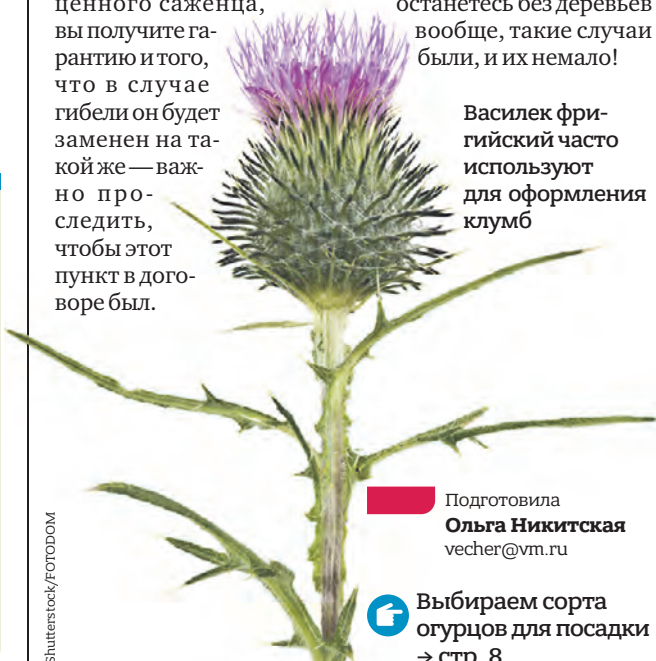 ценного саженца,
вы получите га-
рантию и того,
что в случае
гибели он будет
заменен на та-
кой же — важ-
но про-
следить,
чтобы этот
пункт в дого-
воре был.
останетесь без деревьев
вообще, такие случаи
были, и их немало!
Василек фри-
гийский часто
используют
для оформления
клумб
Подготовила
Ольга Никитская
vecher@vm.ru
Выбираем сорта
огурцов для посадки
→ стр. 8
Shutterstock/FOTODOM